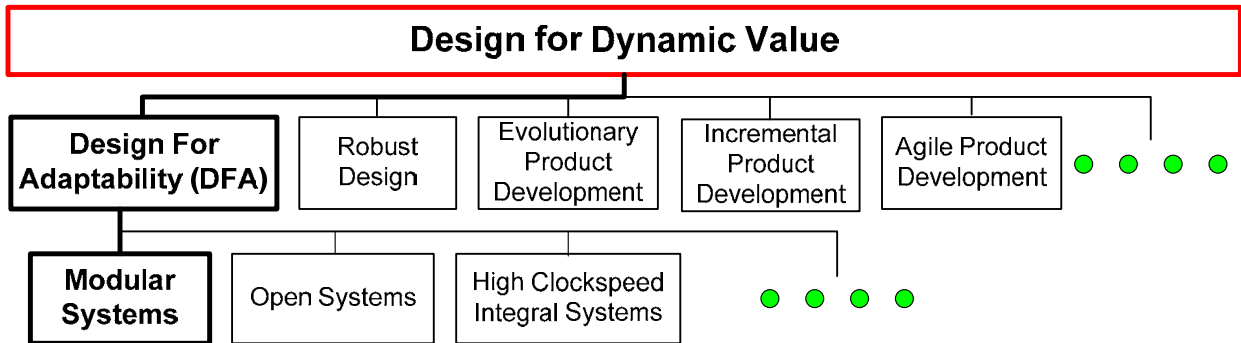 Design for Dynamic Value
Design For
Adaptability (DFA)
Robust
Design
Evolutionary
Product
Development
Incremental
Product
Development
Agile Product
Development
Modular
Systems
Open Systems
High Clockspeed
Integral Systems